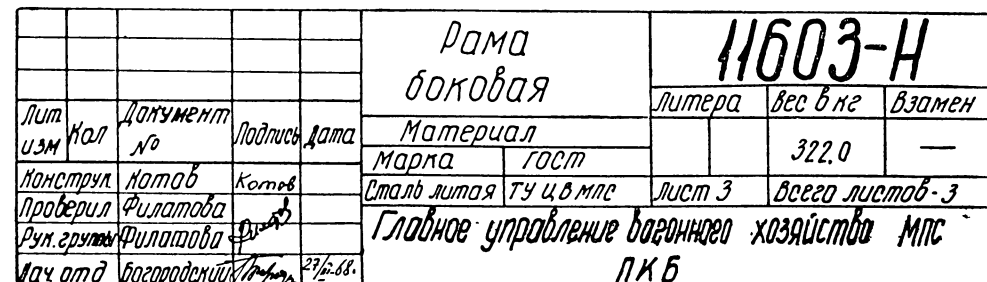 Рама
боковая
11603-Н
Литера Вес в кг Взамен
322,0 —
Лит изм Кол Документ № Подпись Дата
Материал
Марка гост
Сталь литая ТУ ЦВ МПС Лист 3 Всего листов-3
Конструк Котов Котов
Проверил Филатова
Рук.группы Филатова
Нач отд Богородский
Главное управление вагонного хозяйства МПС
ПКБ